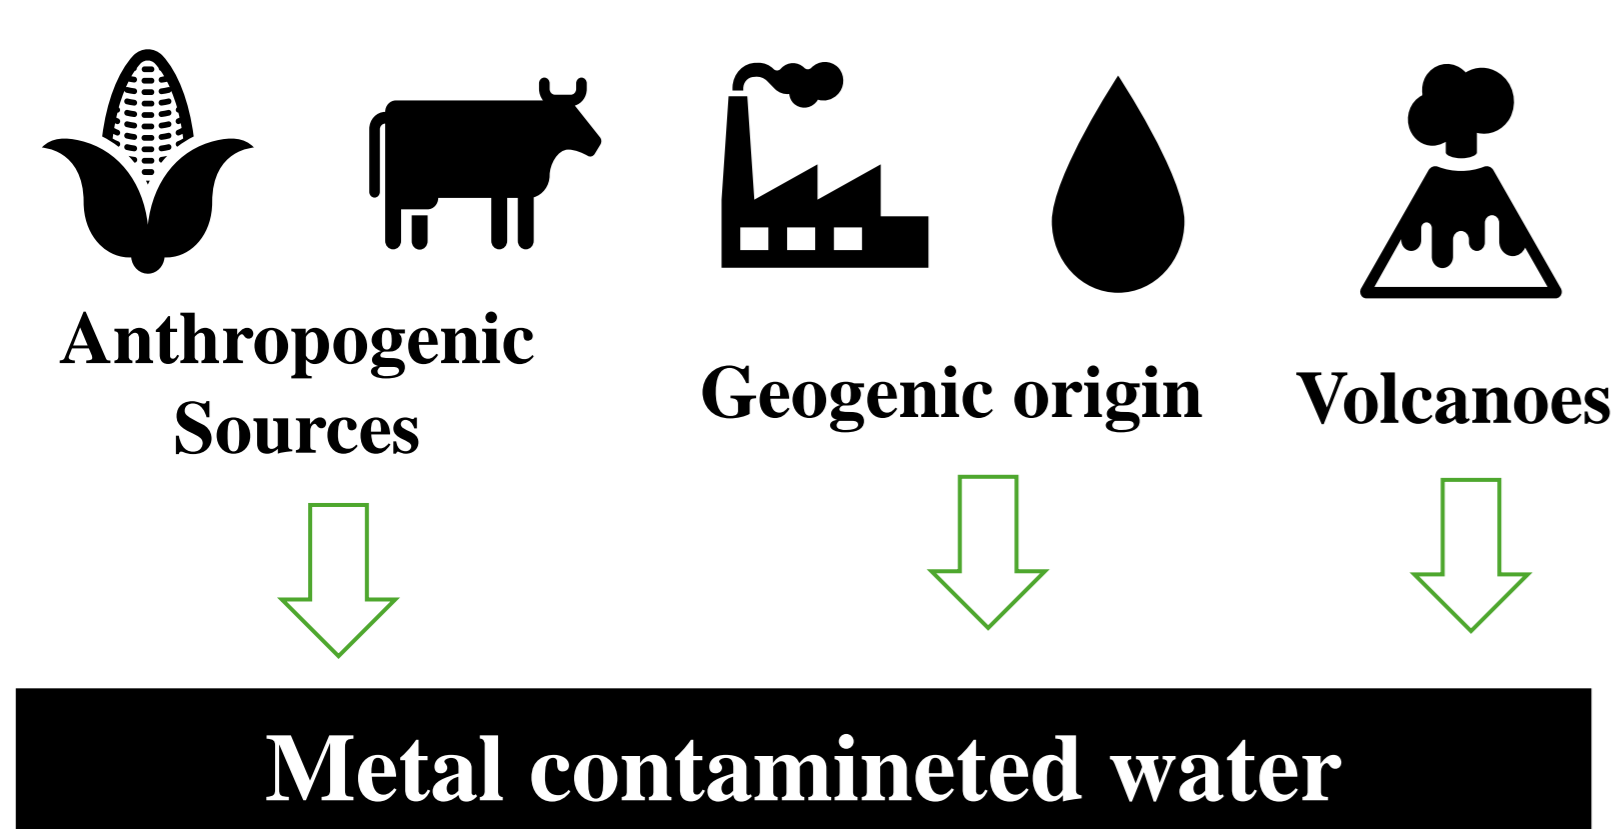 Anthropogenic
Sources
Geogenic origin
Volcanoes
Metal contamineted water